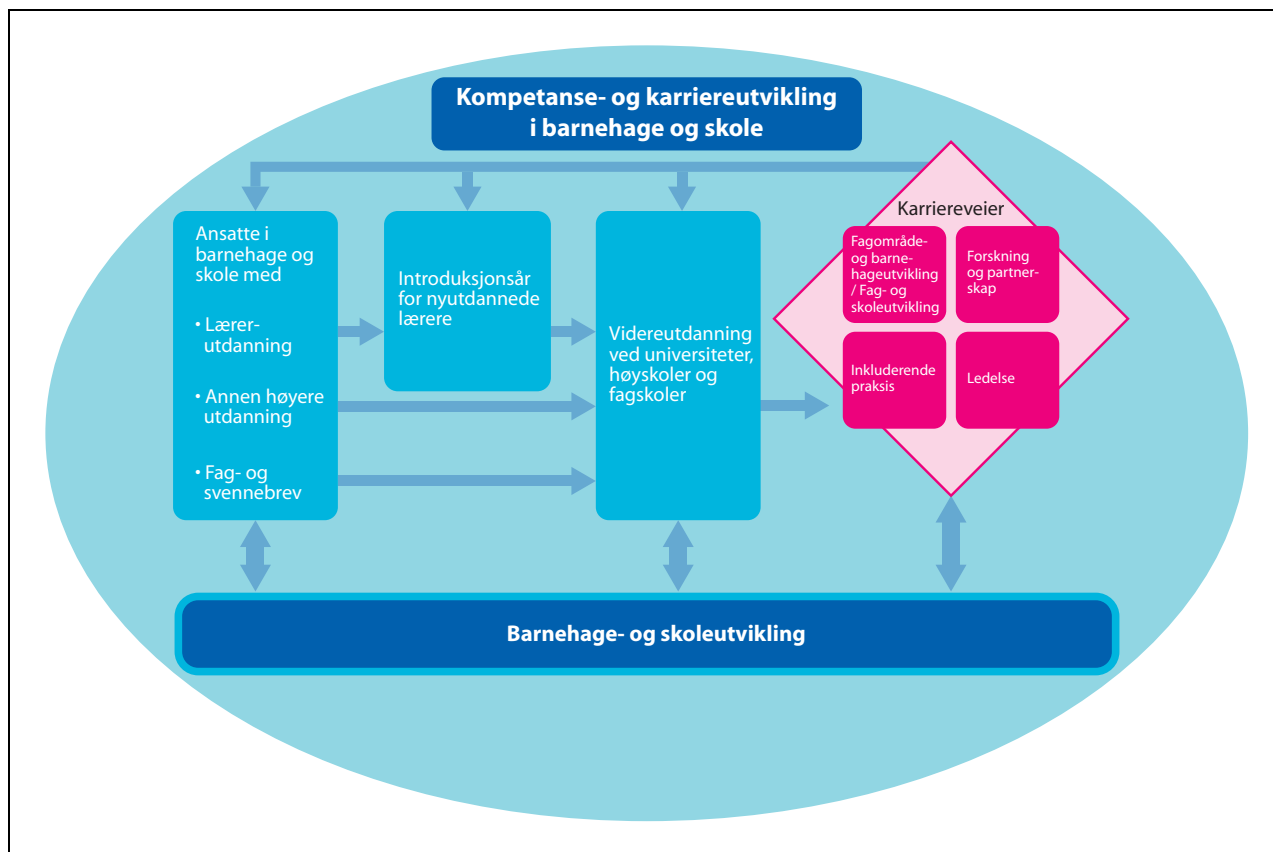 Kompetanse- og karriereutvikling
i barnehage og skole
Ansatte i
barnehage og
skole med
• Lærer-
utdanning
• Annen høyere
utdanning
• Fag- og
svennebrev
Introduksjonsår
for nyutdannede
lærere
Videreutdanning
ved universiteter,
høyskoler og
fagskoler
Karriereveier
Fagområde-
og barne-
hageutvikling
/ Fag- og
skoleutvikling
Forskning
og partner-
skap
Inkluderende
praksis
Ledelse
Barnehage- og skoleutvikling